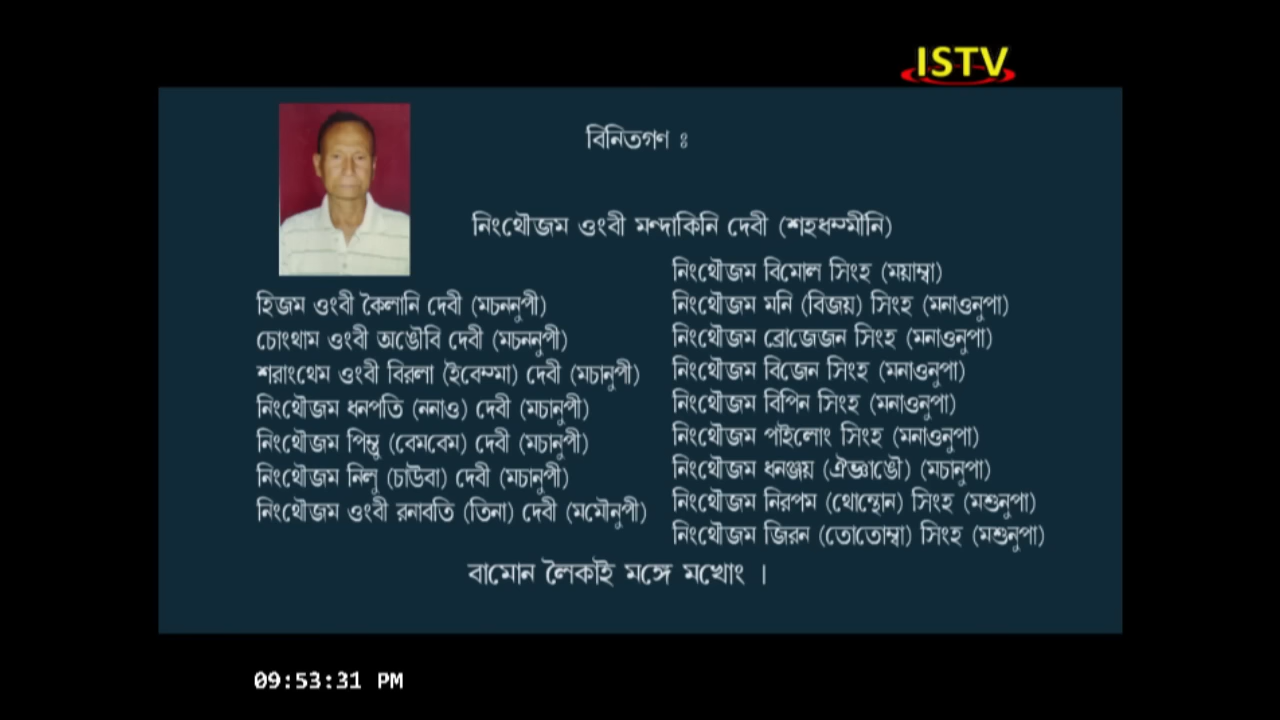 ISTV
বিনিতগণ ঃ
নিংথৌজম ওংবী মন্দাকিনি দেবী (শহধর্ম্মীনি)
হিজম ওংবী কৈলানি দেবী (মচননুপী)
চোংথাম ওংবী অঙৌবি দেবী (মচননুপী)
শরাংথেম ওংবী বিরলা (ইবেম্মা) দেবী (মচানুপী)
নিংথৌজম ধনপতি (ননাও) দেবী (মচানুপী)
নিংথৌজম পিন্তু (কেমকেম) দেবী (মচানুপী)
নিংথৌজম নিলু (চাউবা) দেবী (মচানুপী)
নিংথৌজম ওংবী রনাবতি (তিনা) দেবী (মমৌনুপী)
নিংথৌজম বিমোল সিংহ (ময়াম্বা)
নিংথৌজম মনি (বিজয়) সিংহ (মনাওনুপা)
নিংথৌজম ব্রোজেজন সিংহ (মনাওনুপা)
নিংথৌজম বিজেন সিংহ (মনাওনুপা)
নিংথৌজম বিপিন সিংহ (মনাওনুপা)
নিংথৌজম পাইলোং সিংহ (মনাওনুপা)
নিংথৌজম ধনঞ্জয় (ঐজ্ঞাঙৌ) (মচানুপা)
নিংথৌজম নিরপম (থোন্থোন) সিংহ (মশুনুপা)
নিংথৌজম জিরন (তোতোম্বা) সিংহ (মশুনুপা)
বামোন লৈকাই মঙ্গে মখোং ।
09:53:31 PM